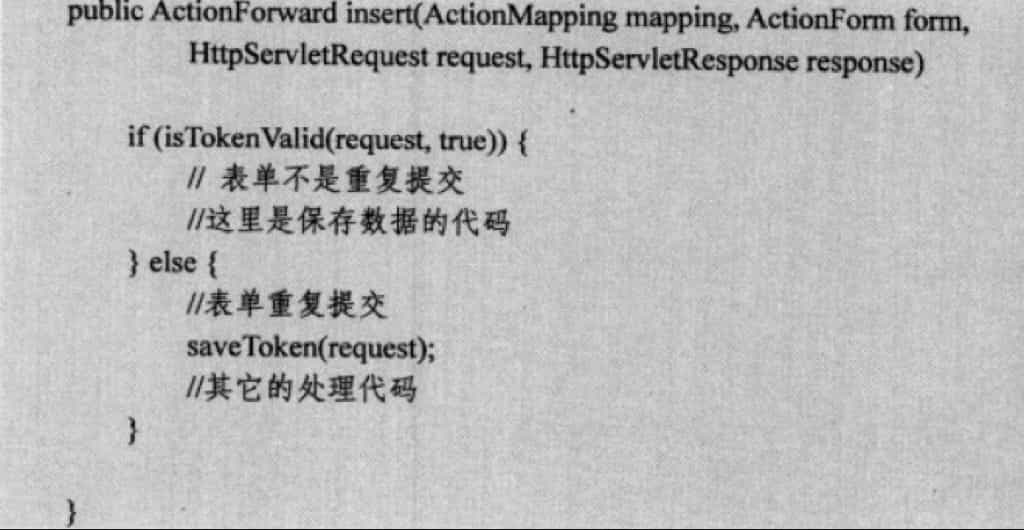 public ActionForward insert(ActionMapping mapping, ActionForm form,
HttpServletRequest request, HttpServletResponse response)
if (isTokenValid(request, true)) {
// 表单不是重复提交
//这里是保存数据的代码
} else {
//表单重复提交
saveToken(request);
//其它的处理代码
}
}